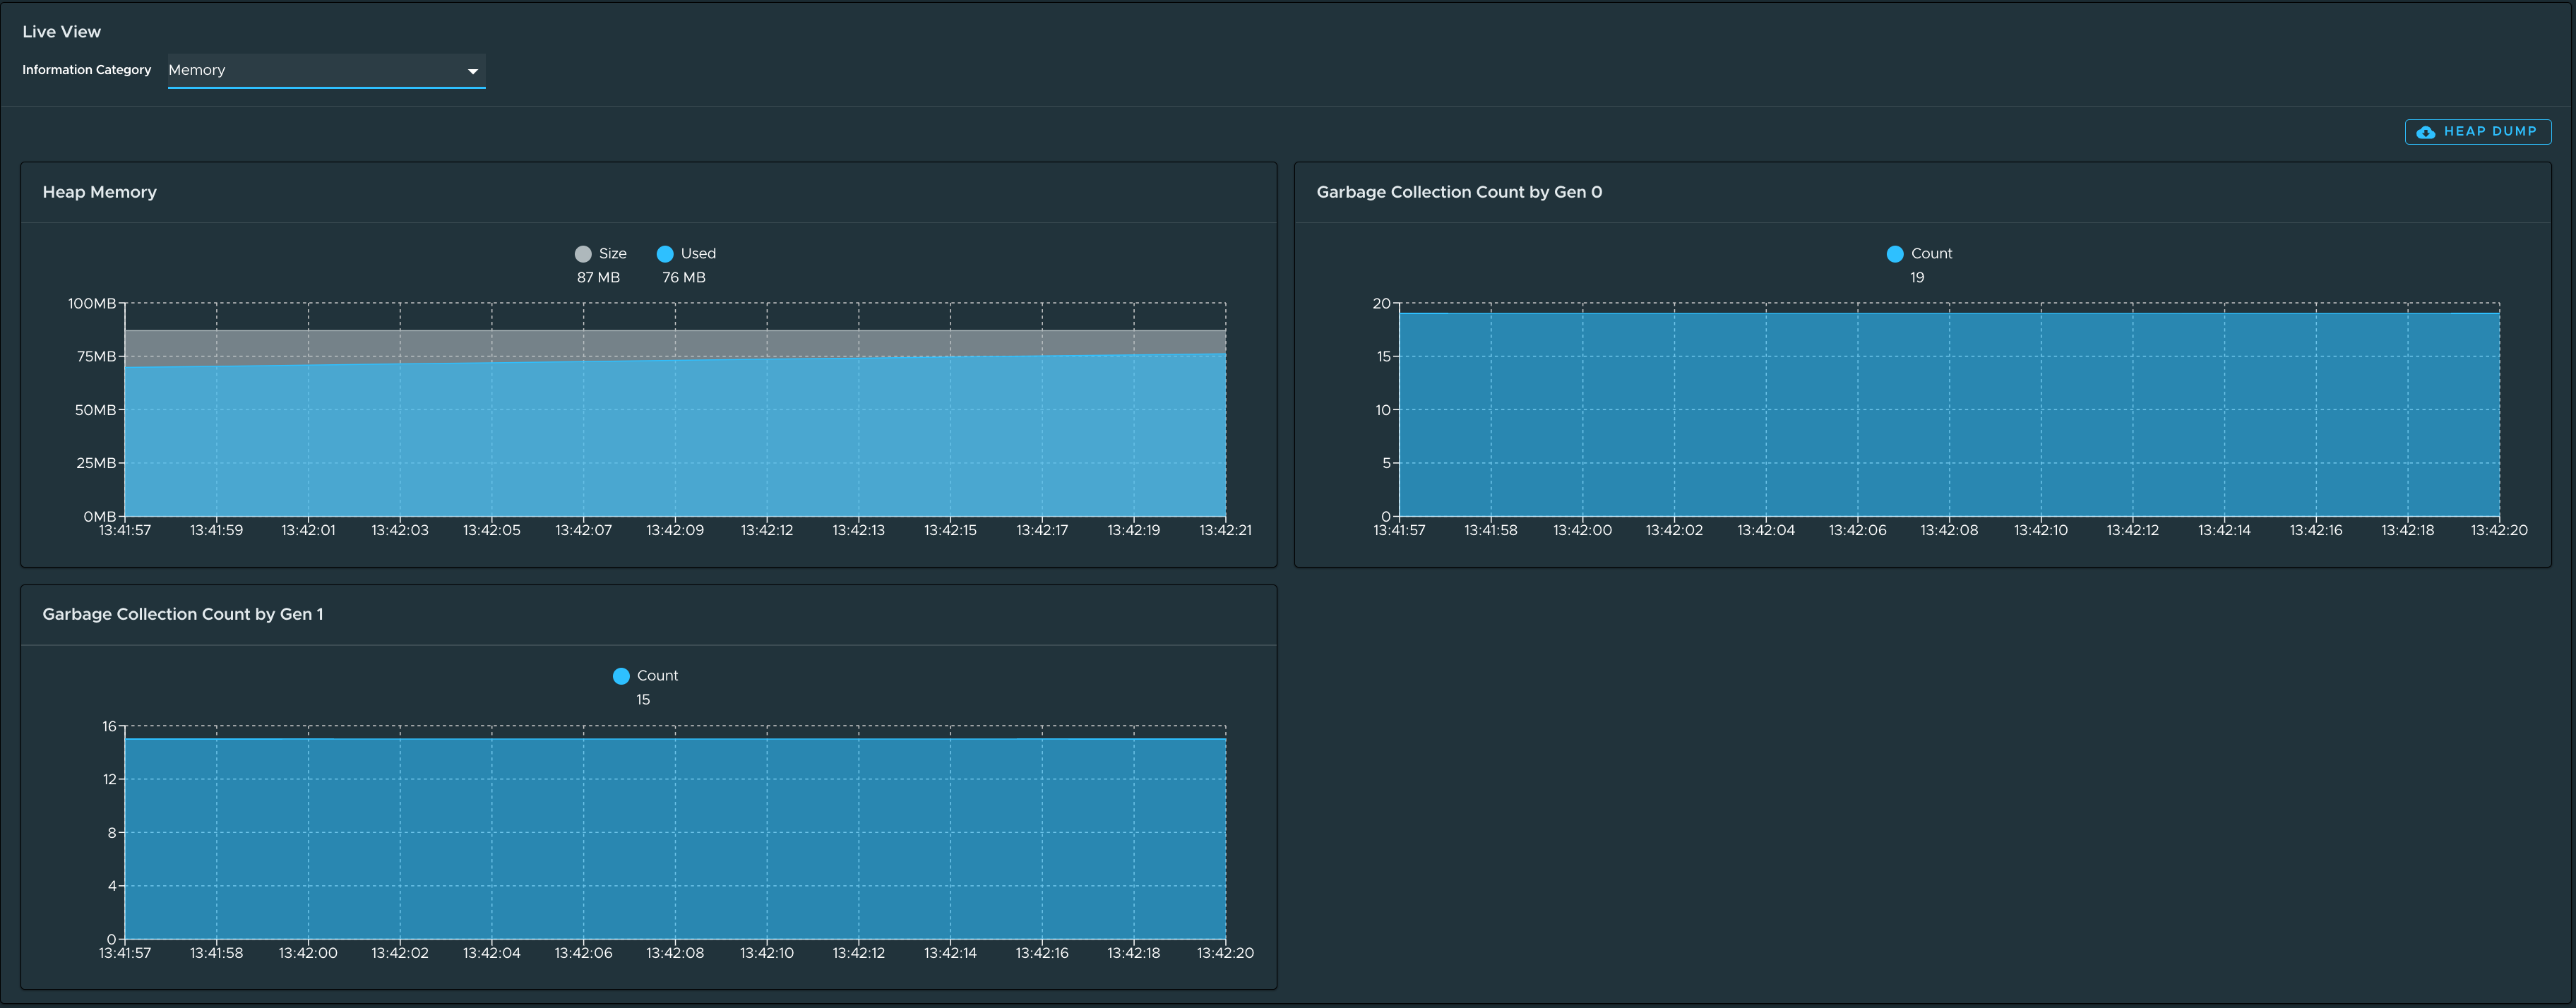 Live View
Information Category Memory
HEAP DUMP
Heap Memory
Size Used
87 MB 76 MB
100MB
75MB
50MB
25MB
0MB
13:41:57 13:41:59 13:42:01 13:42:03 13:42:05 13:42:07 13:42:09 13:42:12 13:42:13 13:42:15 13:42:17 13:42:19 13:42:21
Garbage Collection Count by Gen 0
Count
19
20
15
10
5
0
13:41:57 13:41:58 13:42:00 13:42:02 13:42:04 13:42:06 13:42:08 13:42:10 13:42:12 13:42:14 13:42:16 13:42:18 13:42:20
Garbage Collection Count by Gen 1
Count
15
16
12
8
4
0
13:41:57 13:41:58 13:42:00 13:42:02 13:42:04 13:42:06 13:42:08 13:42:10 13:42:12 13:42:14 13:42:16 13:42:18 13:42:20